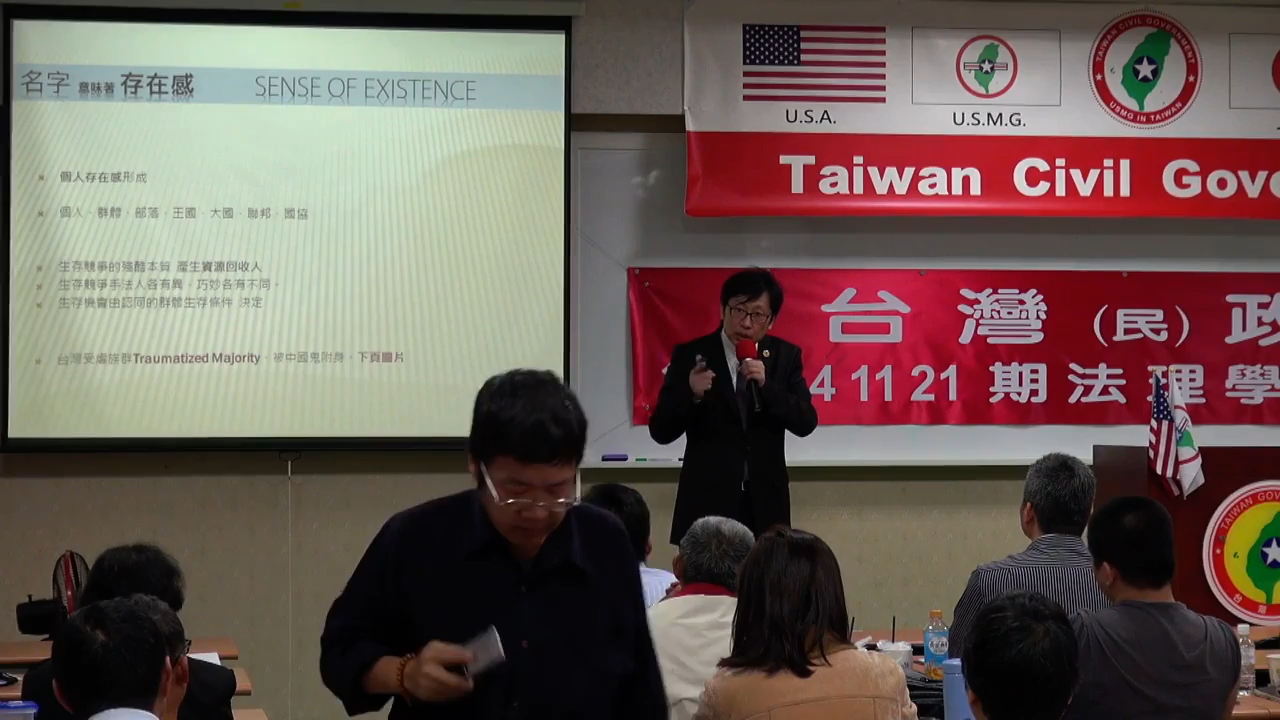 名字 意味著 存在感 SENSE OF EXISTENCE
個人存在感形成
個人、群體、部落、王國、大國、聯邦、國協
生存競爭的殘酷本質 產生資源回收人
生存競爭手法人各有異，巧妙各有不同。
生存機會由認同的群體生存條件 決定
台灣受虐族群Traumatized Majority，被中國鬼附身，下頁圖片
U.S.A.
U.S.M.G.
TAIWAN CIVIL GOVERNMENT
USMG IN TAIWAN
Taiwan Civil Gove
台灣（民）政
4 11 21 期法理學
TAIWAN GOV
台灣